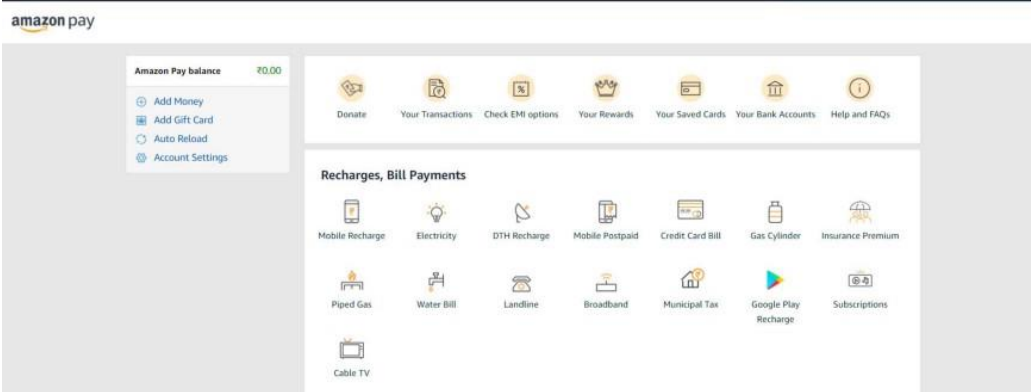 amazon pay
Amazon Pay balance ₹0.00
Add Money
Add Gift Card
Auto Reload
Account Settings
Donate Your Transactions Check EMI options Your Rewards Your Saved Cards Your Bank Accounts Help and FAQs
Recharges, Bill Payments
Mobile Recharge Electricity DTH Recharge Mobile Postpaid Credit Card Bill Gas Cylinder Insurance Premium
Piped Gas Water Bill Landline Broadband Municipal Tax Google Play Recharge Subscriptions
Cable TV